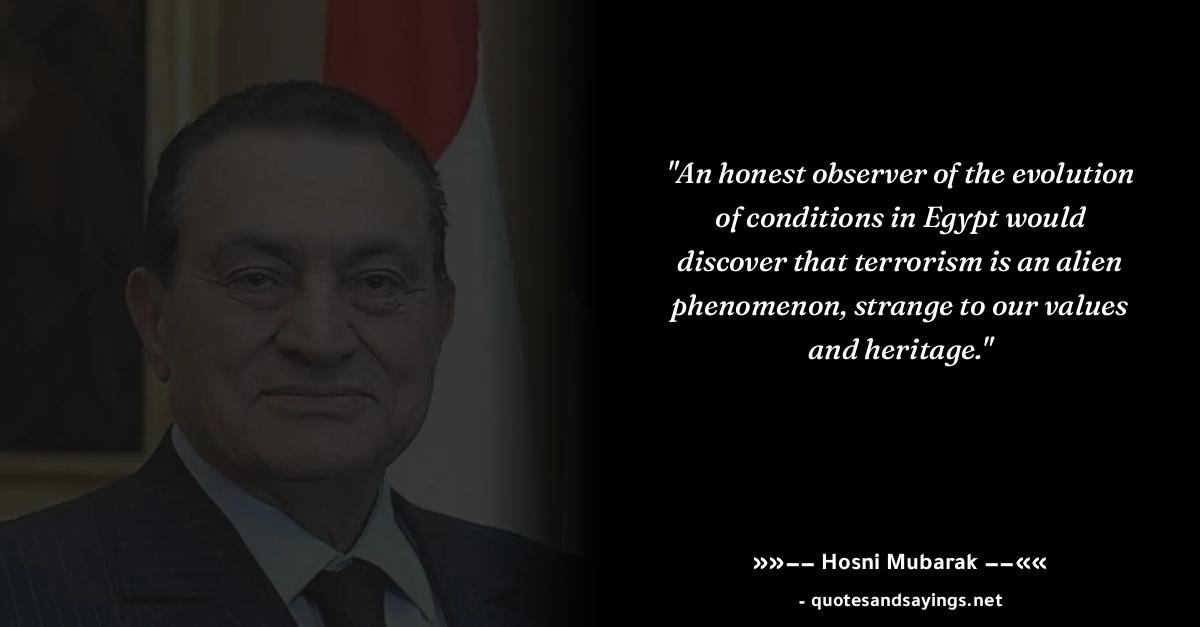 "An honest observer of the evolution
of conditions in Egypt would
discover that terrorism is an alien
phenomenon, strange to our values
and heritage."
»»−− Hosni Mubarak −−««
- quotesandsayings.net